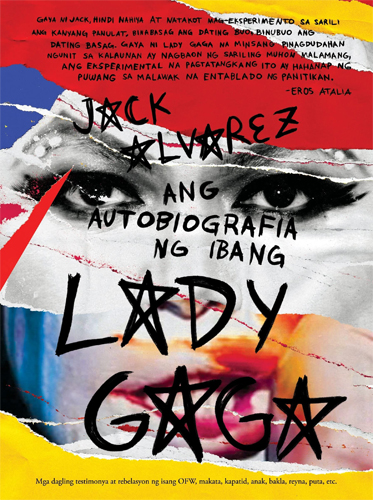 GAYA NI JACK, HINDI NAHIYA AT NATAKOT MAG-EKSPERIMENTO SA SARILI
ANG KANYANG PANULAT, BINABASAG ANG DATING BUO, BINUBUO ANG
DATING BASAG. GAYA NI LADY GAGA NA MINSANG PINAGDUDAHAN
NGUNIT SA KALAUNAN AY NAGBAON NG SARILING MUHON. MALAMANG,
ANG EKSPERIMENTAL NA PAGTATANGKANG ITO AY HAHANAP NG
PUWANG SA MALAWAK NA ENTABLADO NG PANITIKAN.
-EROS ATALIA
JACK
ALVAREZ
ANG
AUTOBIOGRAFIA
NG IBANG
LADY
GAGA
Mga dagling testimonya at rebelasyon ng isang OFW, makata, kapatid, anak, bakla, reyna, puta, etc.